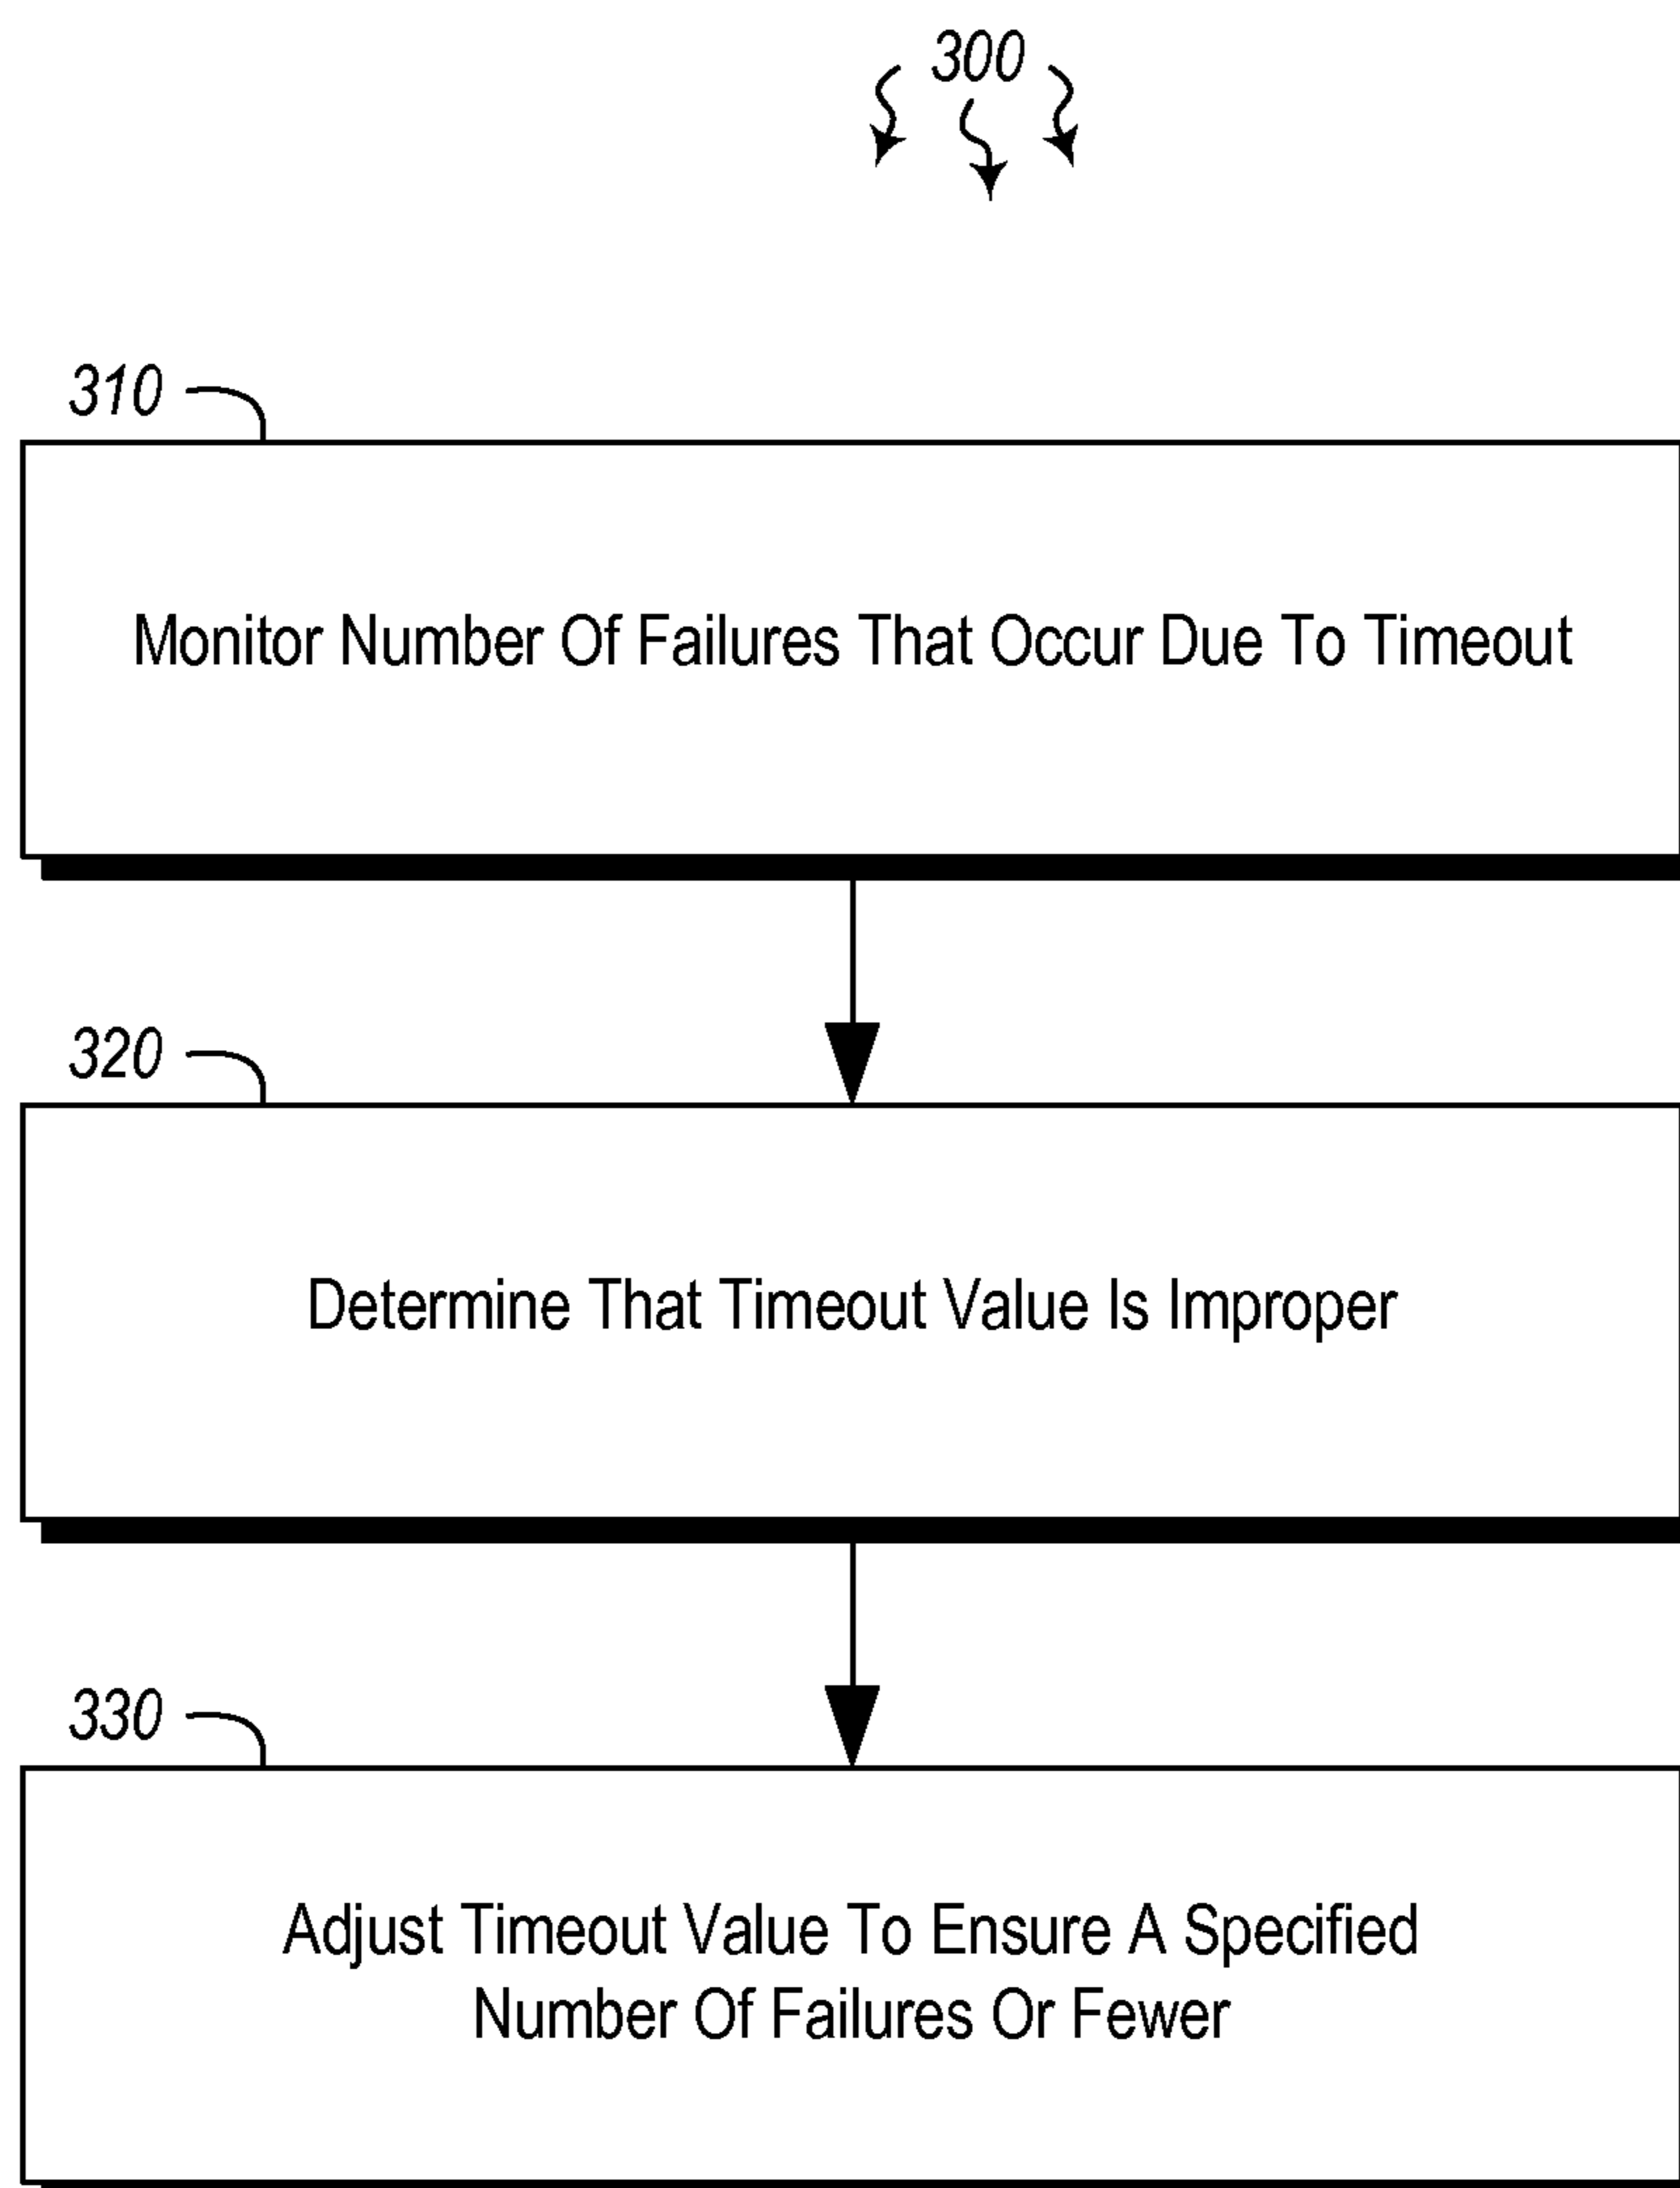 300
310
Monitor Number Of Failures That Occur Due To Timeout
320
Determine That Timeout Value Is Improper
330
Adjust Timeout Value To Ensure A Specified
Number Of Failures Or Fewer